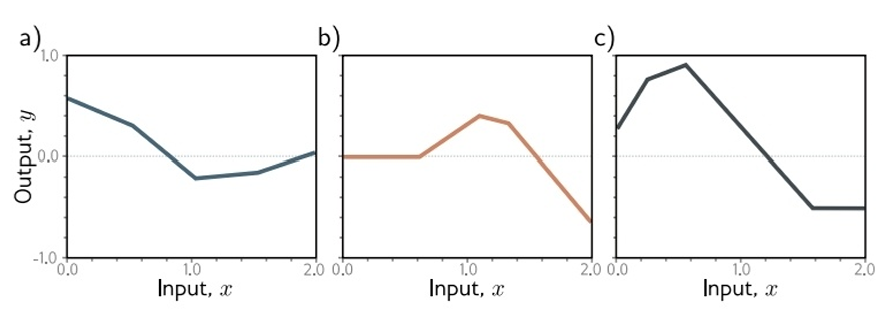 a) b) c)
1.0
Output, y
0.0
-1.0
0.0 1.0 2.0 0.0 1.0 2.0 0.0 1.0 2.0
Input, x Input, x Input, x